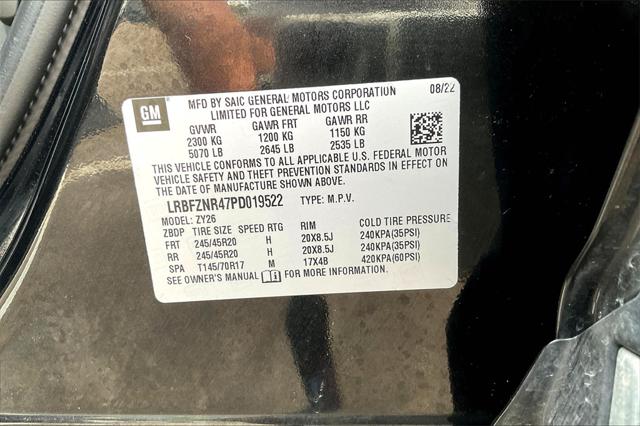 GM
MFD BY SAIC GENERAL MOTORS CORPORATION 08/22
LIMITED FOR GENERAL MOTORS LLC
GVWR GAWR FRT GAWR RR
2300 KG 1200 KG 1150 KG
5070 LB 2645 LB 2535 LB
THIS VEHICLE CONFORMS TO ALL APPLICABLE U.S. FEDERAL MOTOR
VEHICLE SAFETY AND THEFT PREVENTION STANDARDS IN EFFECT ON
THE DATE OF MANUFACTURE SHOWN ABOVE.
LRBFZNR47PD019522 TYPE: M.P.V.
MODEL: ZY26
ZBDP TIRE SIZE SPEED RTG RIM COLD TIRE PRESSURE
FRT 245/45R20 H 20X8.5J 240KPA(35PSI)
RR 245/45R20 H 20X8.5J 240KPA(35PSI)
SPA T145/70R17 M 17X4B 420KPA(60PSI)
SEE OWNER'S MANUAL FOR MORE INFORMATION.